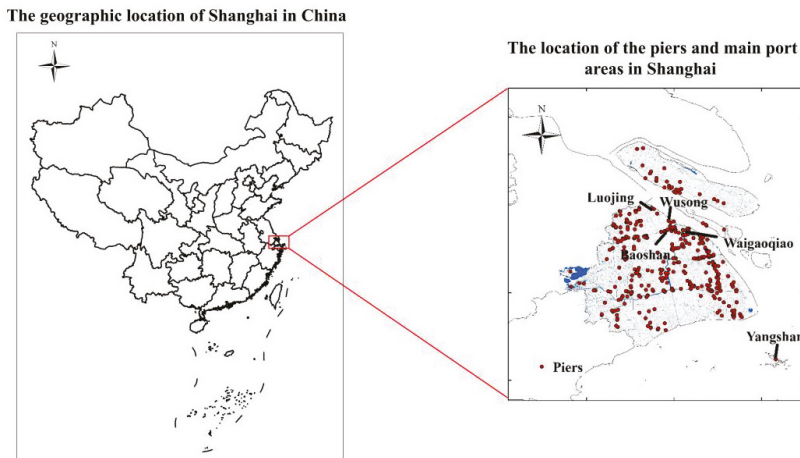 The geographic location of Shanghai in China
N
The location of the piers and main port
areas in Shanghai
N
Luojing
Wusong
Waigaoqiao
Baoshan
Yangshan
Piers